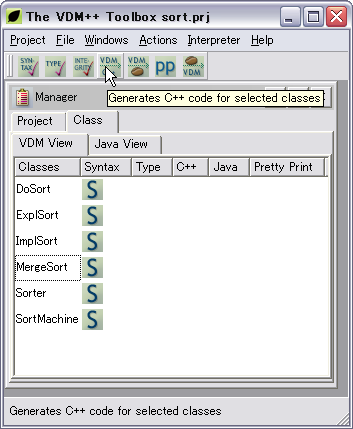 The VDM++ Toolbox sort.prj
Project File Windows Actions Interpreter Help
SYN-TAX TYPE INTE-GRITY VDM VDM pp VDM
Manager
Generates C++ code for selected classes
Project Class
VDM View Java View
Classes Syntax Type C++ Java Pretty Print
DoSort S
ExplSort S
ImplSort S
MergeSort S
Sorter S
SortMachine S
Generates C++ code for selected classes